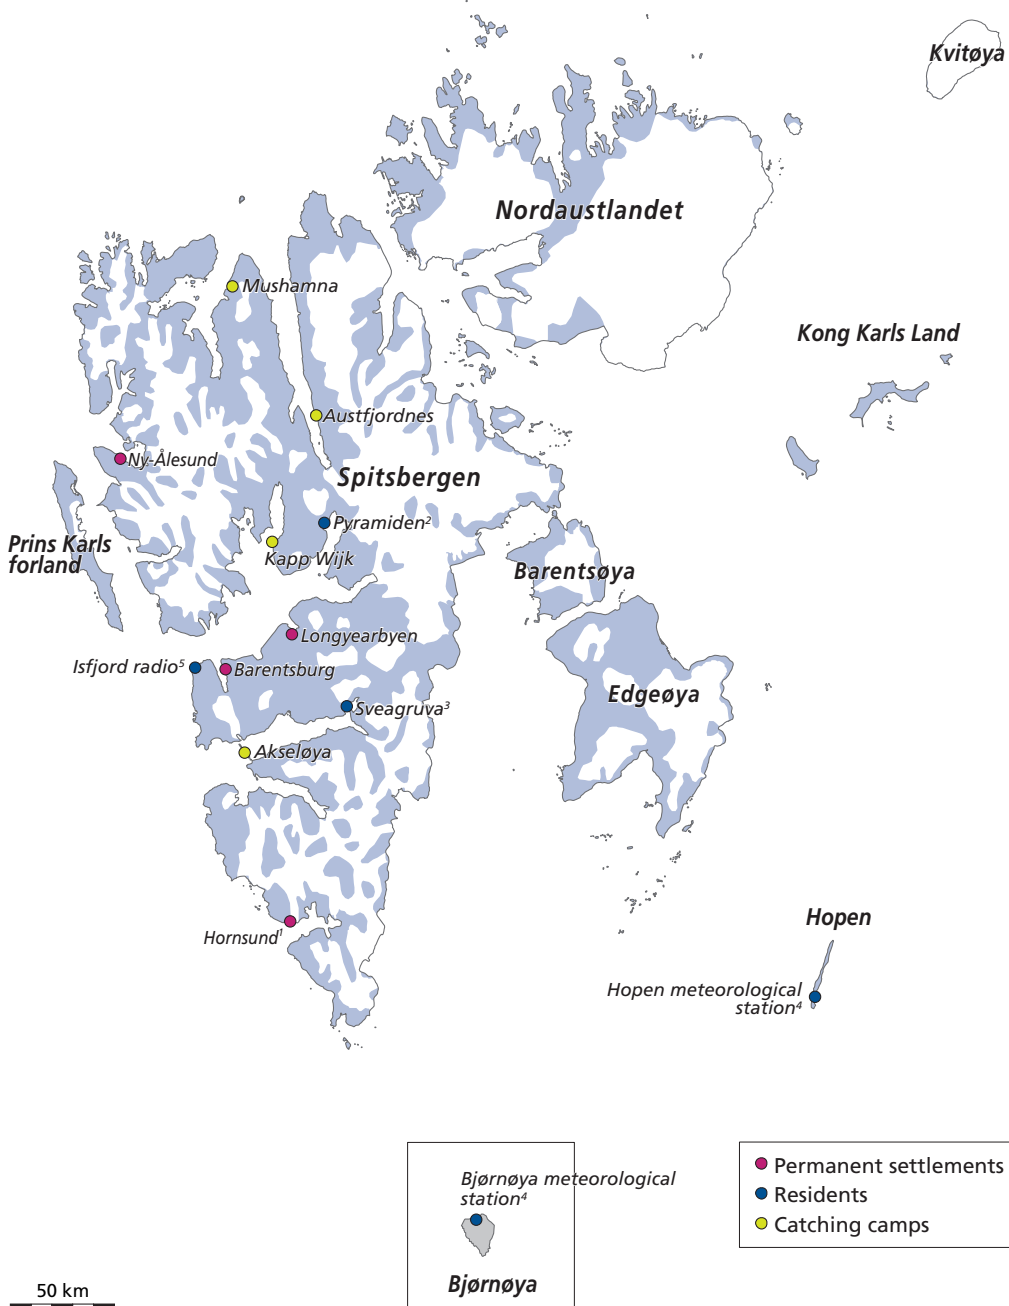 Kvitøya
Nordaustlandet
Mushamna
Kong Karls Land
Austfjordnes
Ny-Ålesund
Spitsbergen
Pyramiden²
Prins Karls
forland
Kapp Wijk
Barentsøya
Longyearbyen
Isfjord radio⁵
Barentsburg
Edgeøya
Sveagruva³
Akseløya
Hopen
Hornsund¹
Hopen meteorological
station⁴
Permanent settlements
Residents
Catching camps
Bjørnøya meteorological
station⁴
Bjørnøya
50 km